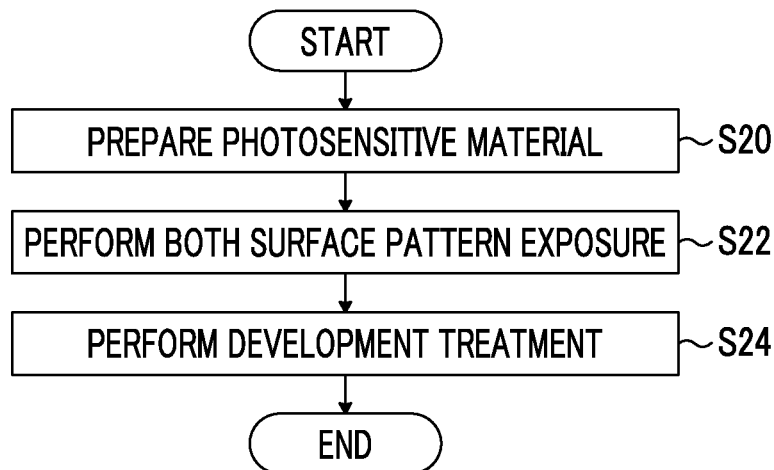 START
PREPARE PHOTOSENSITIVE MATERIAL S20
PERFORM BOTH SURFACE PATTERN EXPOSURE S22
PERFORM DEVELOPMENT TREATMENT S24
END